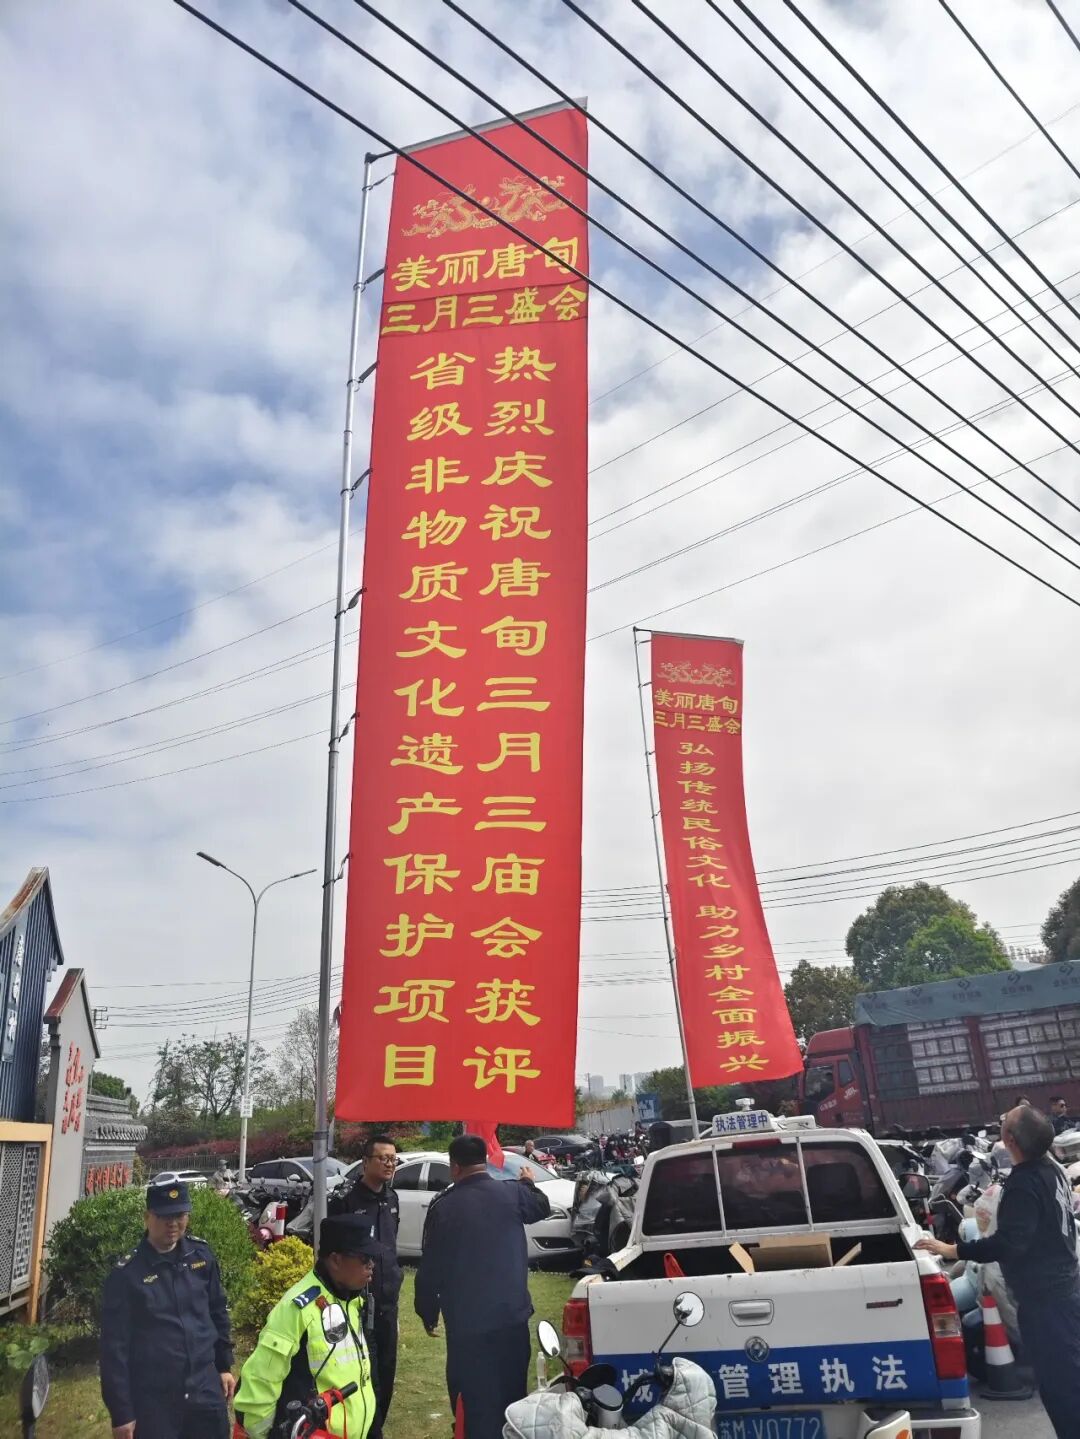 美丽唐甸
三月三盛会
热烈庆祝唐甸三月三庙会获评
省级非物质文化遗产保护项目
美丽唐甸
三月三盛会
弘扬传统民俗文化 助力乡村全面振兴
执法管理中
城 管理执法
苏M·V0772